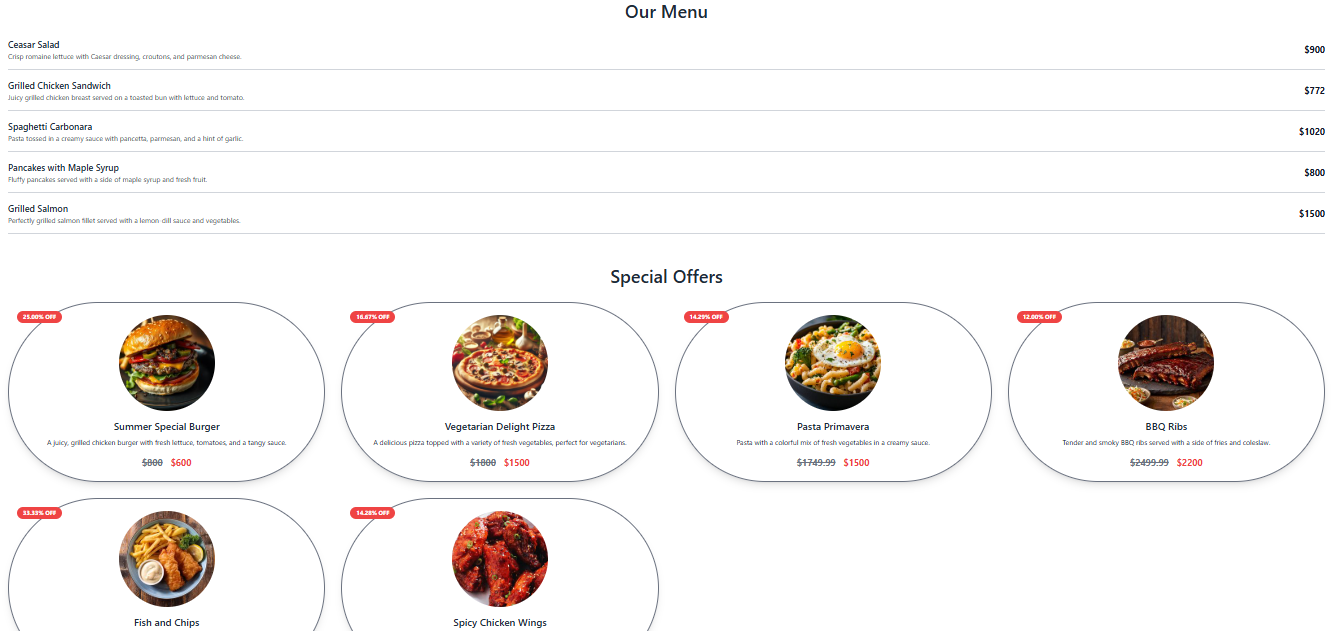 Our Menu
Ceasar Salad
$900
Crisp romaine lettuce with Caesar dressing, croutons, and parmesan cheese.
Grilled Chicken Sandwich
$772
Juicy grilled chicken breast served on a toasted bun with lettuce and tomato.
Spaghetti Carbonara
$1020
Pasta tossed in a creamy sauce with pancetta, parmesan, and a hint of garlic.
Pancakes with Maple Syrup
$800
Fluffy pancakes served with a side of maple syrup and fresh fruit.
Grilled Salmon
$1500
Perfectly grilled salmon fillet served with a lemon-dill sauce and vegetables.
Special Offers
25.00% OFF
Summer Special Burger
A juicy, grilled chicken burger with fresh lettuce, tomatoes, and a tangy sauce.
$800 $600
16.67% OFF
Vegetarian Delight Pizza
A delicious pizza topped with a variety of fresh vegetables, perfect for vegetarians.
$1800 $1500
14.29% OFF
Pasta Primavera
Pasta with a colorful mix of fresh vegetables in a creamy sauce.
$1749.99 $1500
12.00% OFF
BBQ Ribs
Tender and smoky BBQ ribs served with a side of fries and coleslaw.
$2499.99 $2200
33.33% OFF
Fish and Chips
14.28% OFF
Spicy Chicken Wings